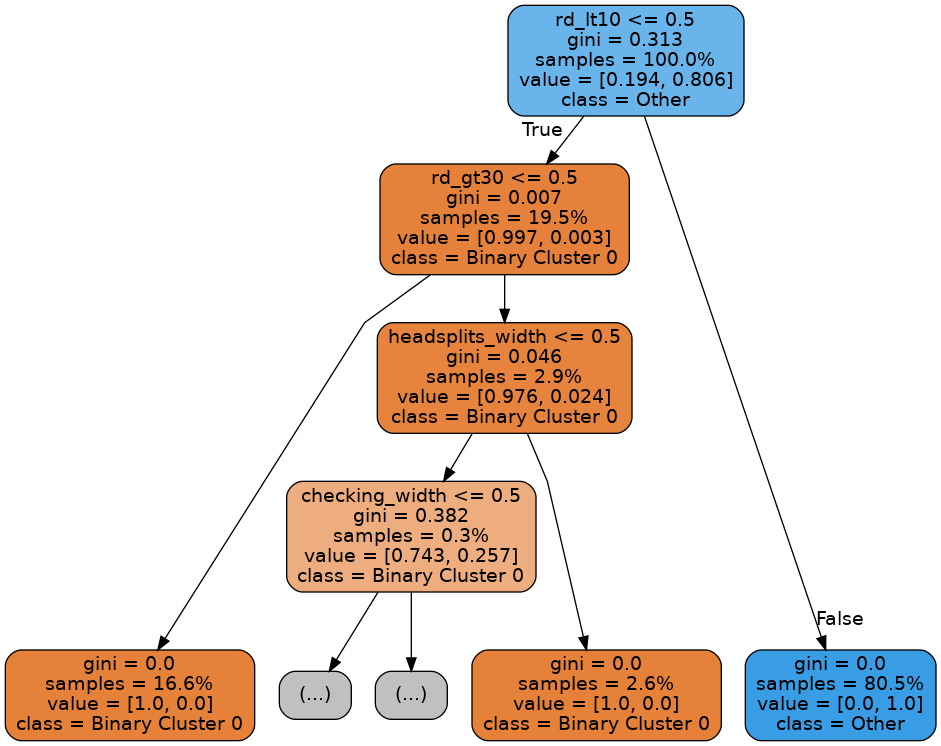 rd_lt10 <= 0.5
gini = 0.313
samples = 100.0%
value = [0.194, 0.806]
class = Other
True
rd_gt30 <= 0.5
gini = 0.007
samples = 19.5%
value = [0.997, 0.003]
class = Binary Cluster 0
headsplits_width <= 0.5
gini = 0.046
samples = 2.9%
value = [0.976, 0.024]
class = Binary Cluster 0
checking_width <= 0.5
gini = 0.382
samples = 0.3%
value = [0.743, 0.257]
class = Binary Cluster 0
False
gini = 0.0
samples = 16.6%
value = [1.0, 0.0]
class = Binary Cluster 0
(...)
(...)
gini = 0.0
samples = 2.6%
value = [1.0, 0.0]
class = Binary Cluster 0
gini = 0.0
samples = 80.5%
value = [0.0, 1.0]
class = Other